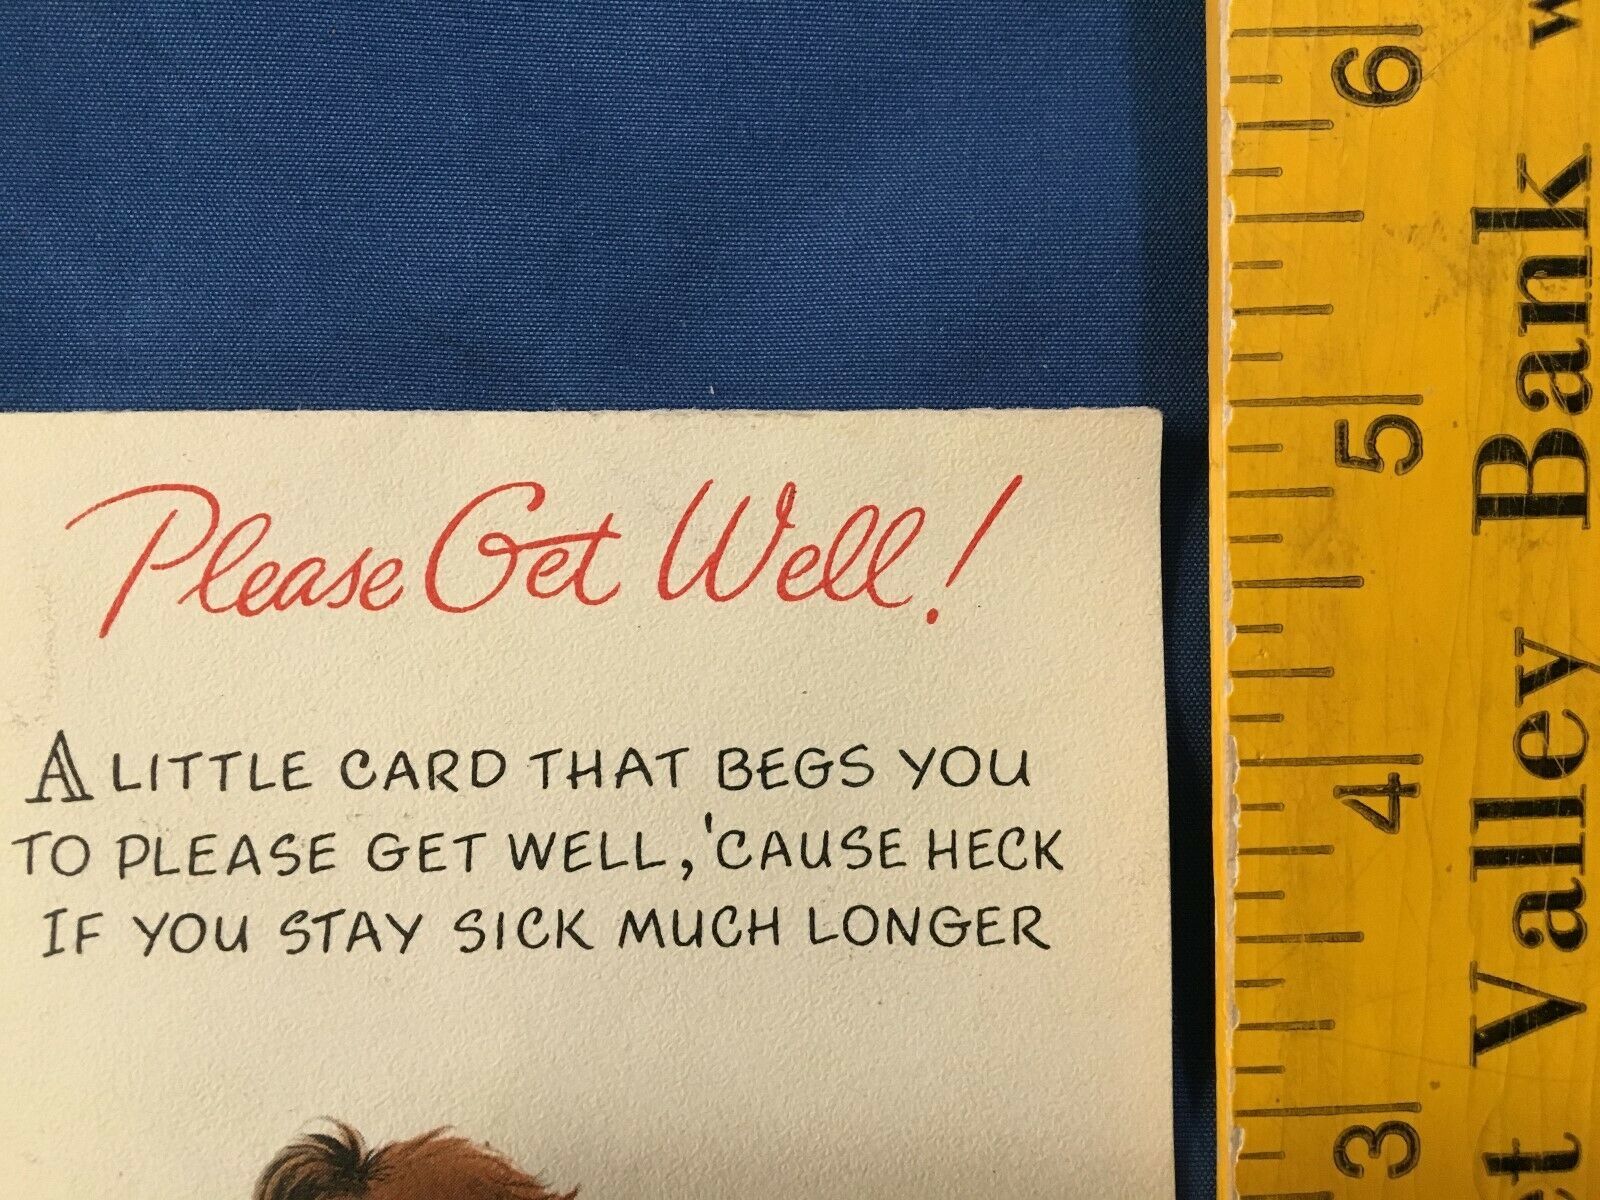 Please Get Well!
A LITTLE CARD THAT BEGS YOU
TO PLEASE GET WELL, 'CAUSE HECK
IF YOU STAY SICK MUCH LONGER
6
5
4
3
Valley Bank